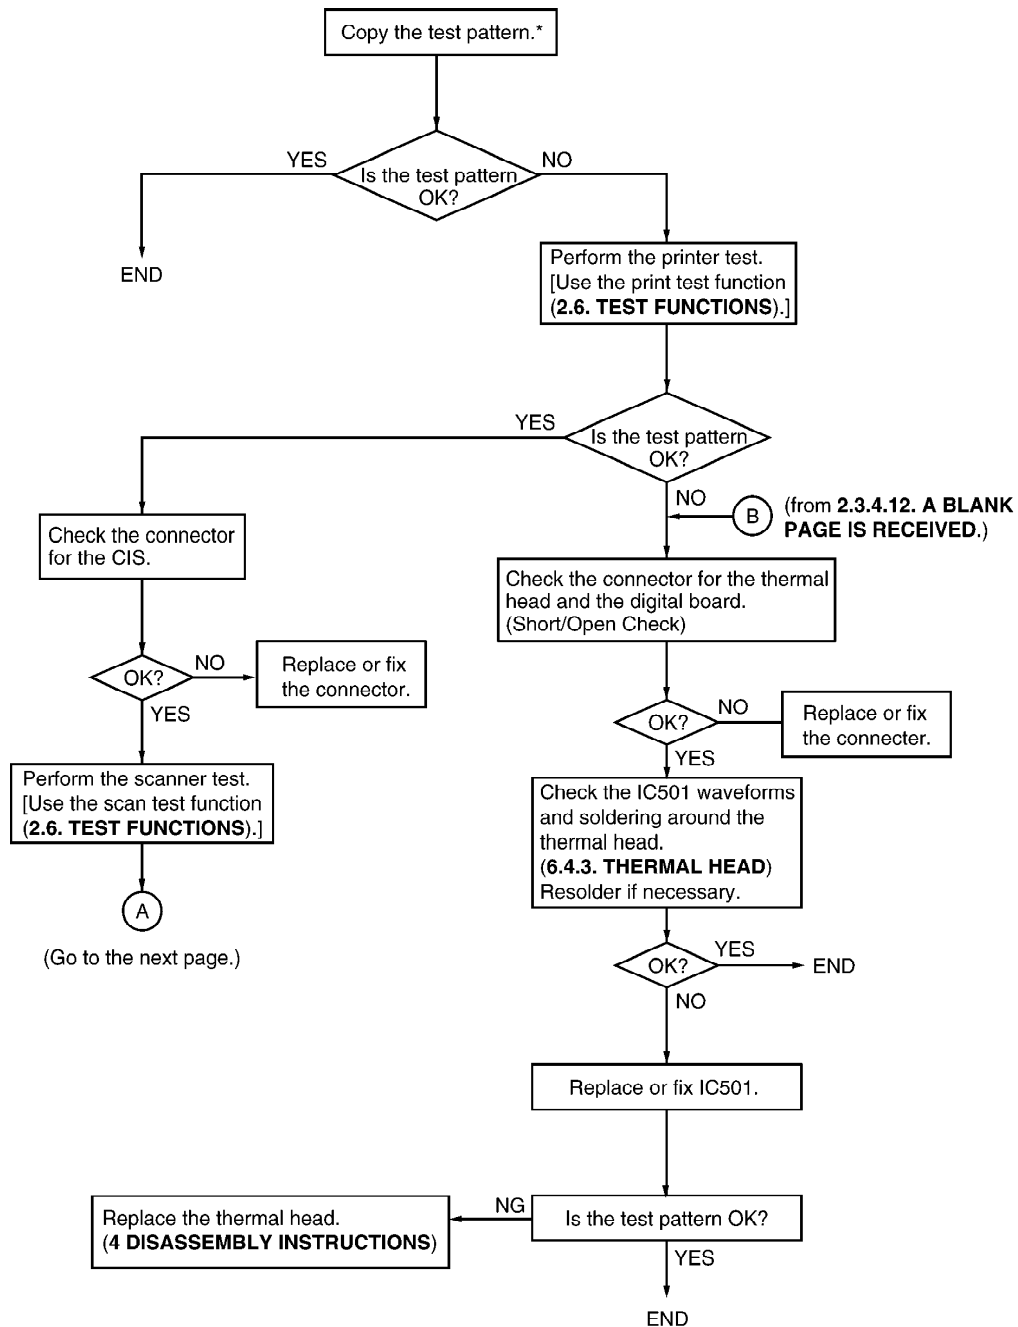 Copy the test pattern.*
YES
NO
Is the test pattern
OK?
END
Perform the printer test.
[Use the print test function
(2.6. TEST FUNCTIONS).]
YES
Is the test pattern
OK?
NO
B
(from 2.3.4.12. A BLANK
PAGE IS RECEIVED.)
Check the connector
for the CIS.
Check the connector for the thermal
head and the digital board.
(Short/Open Check)
OK?
NO
Replace or fix
the connector.
YES
OK?
NO
Replace or fix
the connecter.
YES
Perform the scanner test.
[Use the scan test function
(2.6. TEST FUNCTIONS).]
A
(Go to the next page.)
Check the IC501 waveforms
and soldering around the
thermal head.
(6.4.3. THERMAL HEAD)
Resolder if necessary.
OK?
YES
END
NO
Replace or fix IC501.
Is the test pattern OK?
NG
Replace the thermal head.
(4 DISASSEMBLY INSTRUCTIONS)
YES
END